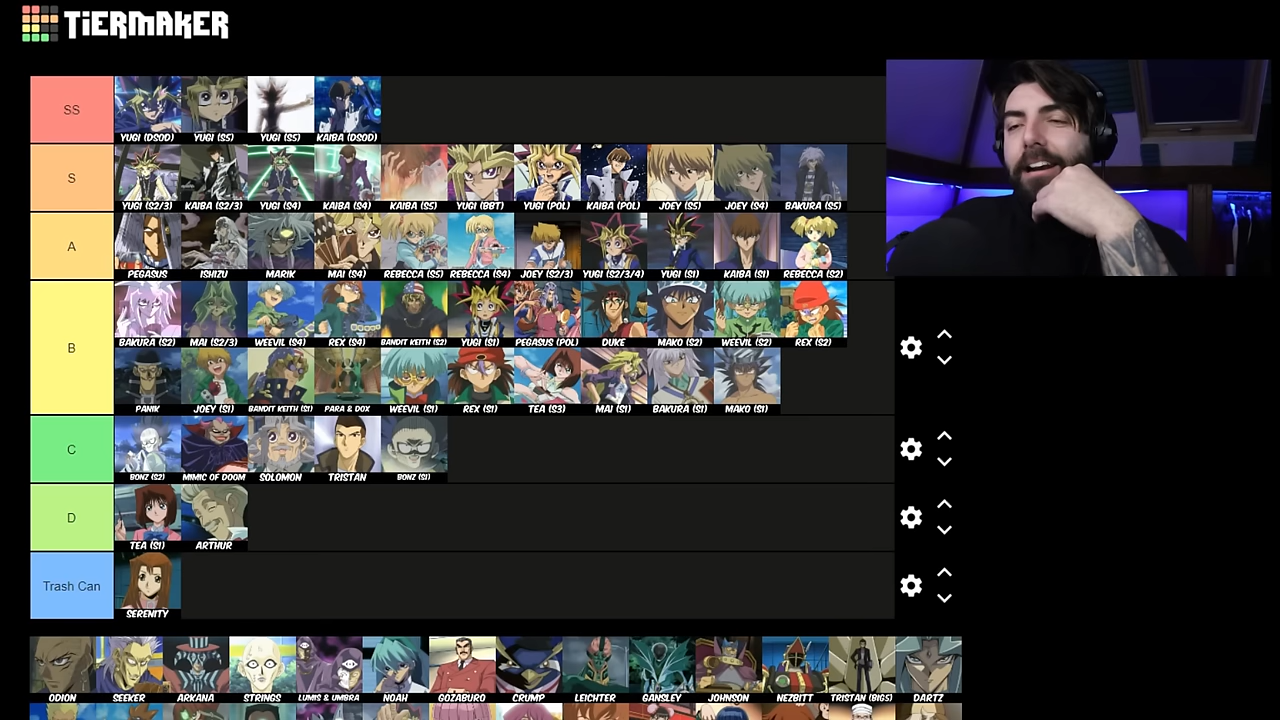 TIERMAKER
SS
YUGI (DSOD) YUGI (S5) YUGI (S5) KAIBA (DSOD)
S
YUGI (S2/3) KAIBA (S2/3) YUGI (S4) KAIBA (S4) KAIBA (S5) YUGI (BBT) YUGI (POL) KAIBA (POL) JOEY (S5) JOEY (S4) BAKURA (S5)
A
PEGASUS ISHIZU MARIK MAI (S4) REBECCA (S5) REBECCA (S4) JOEY (S2/3) YUGI (S2/3/4) YUGI (S1) KAIBA (S1) REBECCA (S2)
B
BAKURA (S2) MAI (S2/3) WEEVIL (S4) REX (S4) BANDIT KEITH (S2) YUGI (S1) PEGASUS (POL) DUKE MAKO (S2) WEEVIL (S2) REX (S2)
PANIK JOEY (S1) BANDIT KEITH (S1) PARA & DOX WEEVIL (S1) REX (S1) TEA (S3) MAI (S1) BAKURA (S1) MAKO (S1)
C
BONZ (S2) MIMIC OF DOOM SOLOMON TRISTAN BONZ (S1)
D
TEA (S1) ARTHUR
Trash Can
SERENITY
ODION SEEKER ARKANA STRINGS LUMIS & UMBRA NOAH GOZABURO CRUMP LEICHTER GANSLEY JOHNSON NEZBITT TRISTAN (BIG5) DARTZ